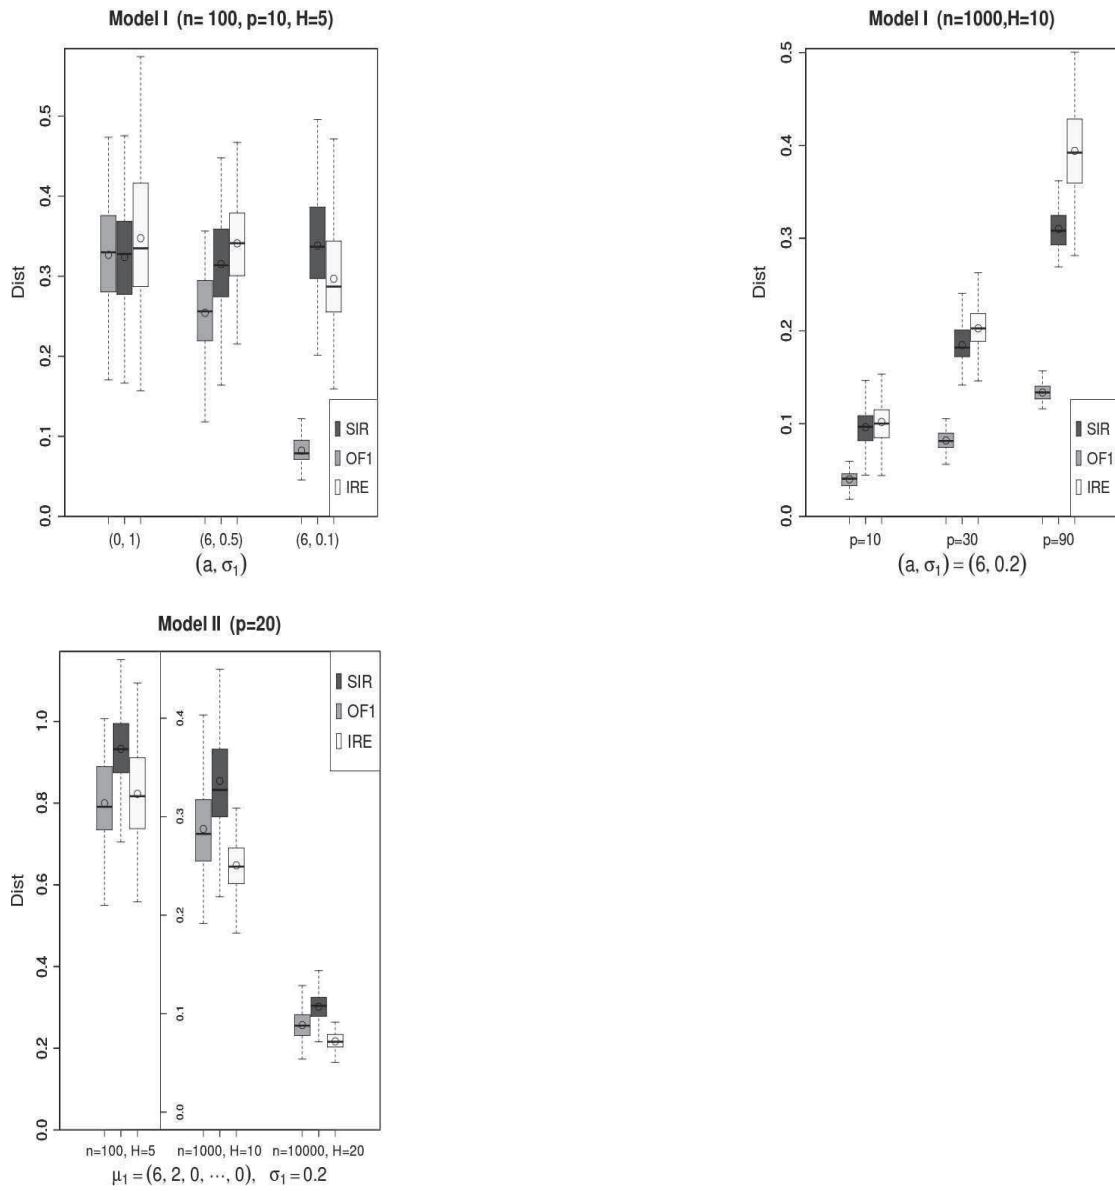 Model I (n= 100, p=10, H=5)
Dist
0.0 0.1 0.2 0.3 0.4 0.5
SIR
OF1
IRE
(0, 1) (6, 0.5) (6, 0.1)
(a, σ₁)
Model I (n=1000,H=10)
Dist
0.0 0.1 0.2 0.3 0.4 0.5
SIR
OF1
IRE
p=10 p=30 p=90
(a, σ₁) = (6, 0.2)
Model II (p=20)
Dist
0.0 0.2 0.4 0.6 0.8 1.0
0.0 0.1 0.2 0.3 0.4
SIR
OF1
IRE
n=100, H=5 n=1000, H=10 n=10000, H=20
μ₁ = (6, 2, 0, ⋯, 0), σ₁ = 0.2